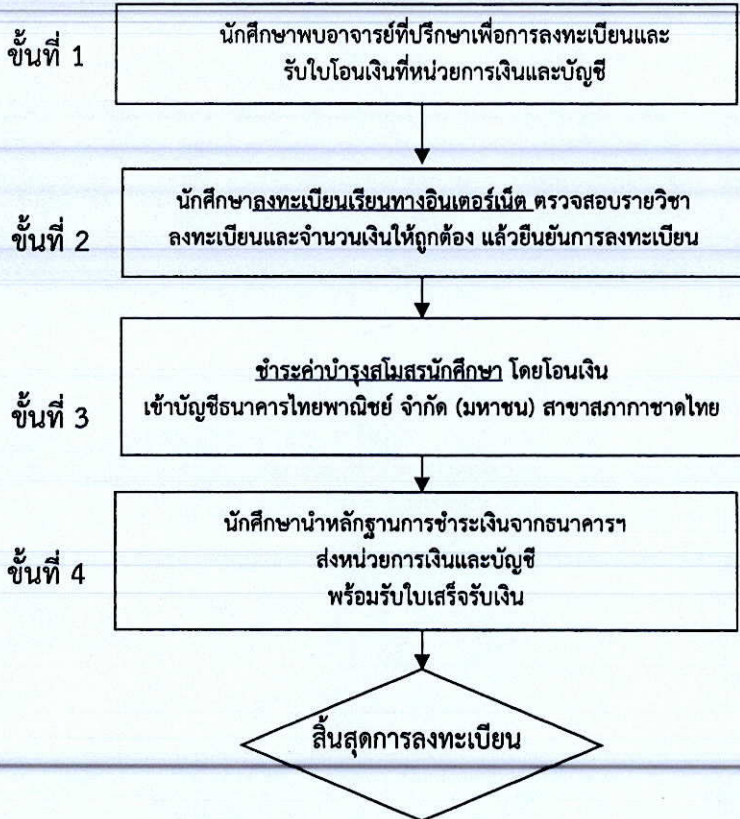 ขั้นที่ 1
นักศึกษาพบอาจารย์ที่ปรึกษาเพื่อการลงทะเบียนและ
รับใบโอนเงินที่หน่วยการเงินและบัญชี
ขั้นที่ 2
นักศึกษาลงทะเบียนเรียนทางอินเตอร์เน็ต ตรวจสอบรายวิชา
ลงทะเบียนและจำนวนเงินให้ถูกต้อง แล้วยืนยันการลงทะเบียน
ขั้นที่ 3
ชำระค่าบำรุงสโมสรนักศึกษา โดยโอนเงิน
เข้าบัญชีธนาคารไทยพาณิชย์ จำกัด (มหาชน) สาขาสภากาชาดไทย
ขั้นที่ 4
นักศึกษานำหลักฐานการชำระเงินจากธนาคารฯ
ส่งหน่วยการเงินและบัญชี
พร้อมรับใบเสร็จรับเงิน
สิ้นสุดการลงทะเบียน